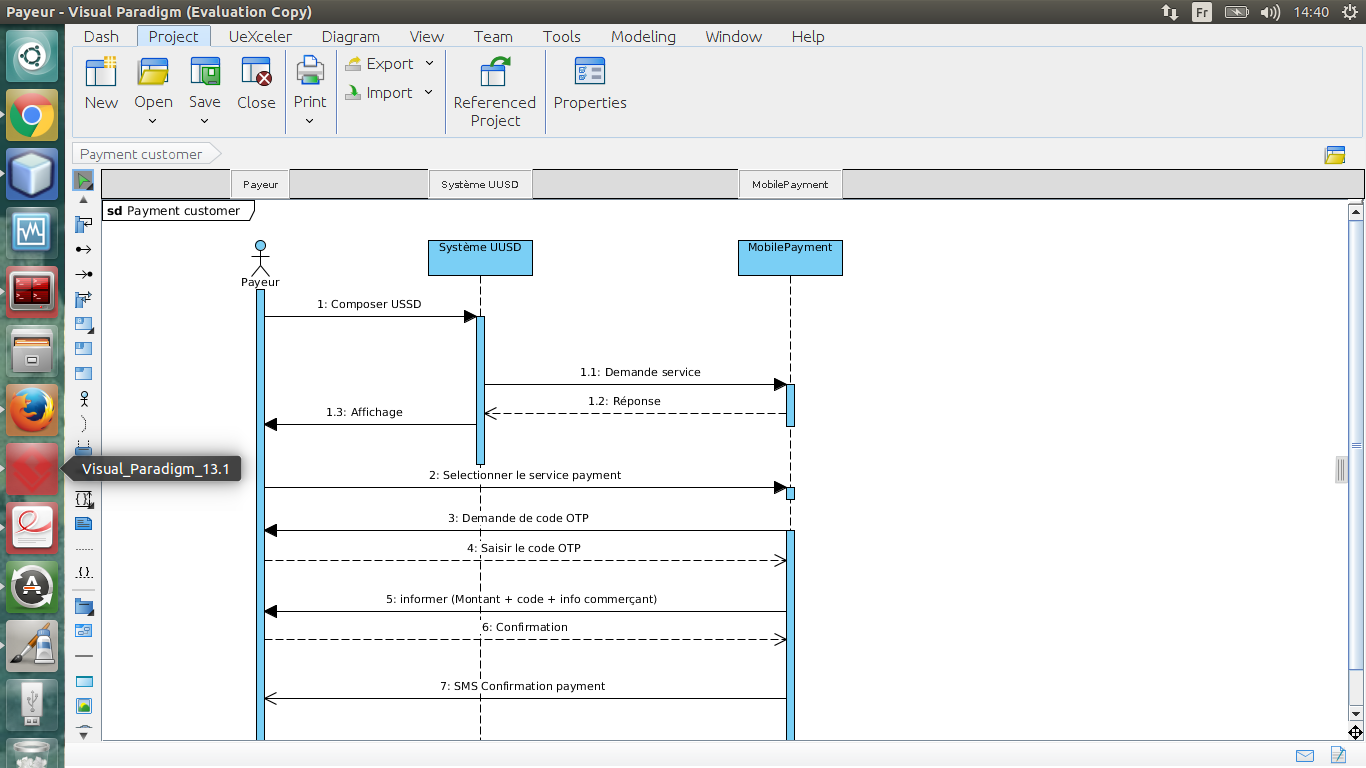 Payeur - Visual Paradigm (Evaluation Copy)
Fr
14:40
Dash Project UeXceler Diagram View Team Tools Modeling Window Help
New Open Save Close Print Export Import Referenced Project Properties
Payment customer
Payeur Système UUSD MobilePayment
sd Payment customer
Système UUSD MobilePayment
Payeur
1: Composer USSD
1.1: Demande service
1.2: Réponse
1.3: Affichage
Visual_Paradigm_13.1
2: Selectionner le service payment
3: Demande de code OTP
4: Saisir le code OTP
5: informer (Montant + code + info commerçant)
6: Confirmation
7: SMS Confirmation payment